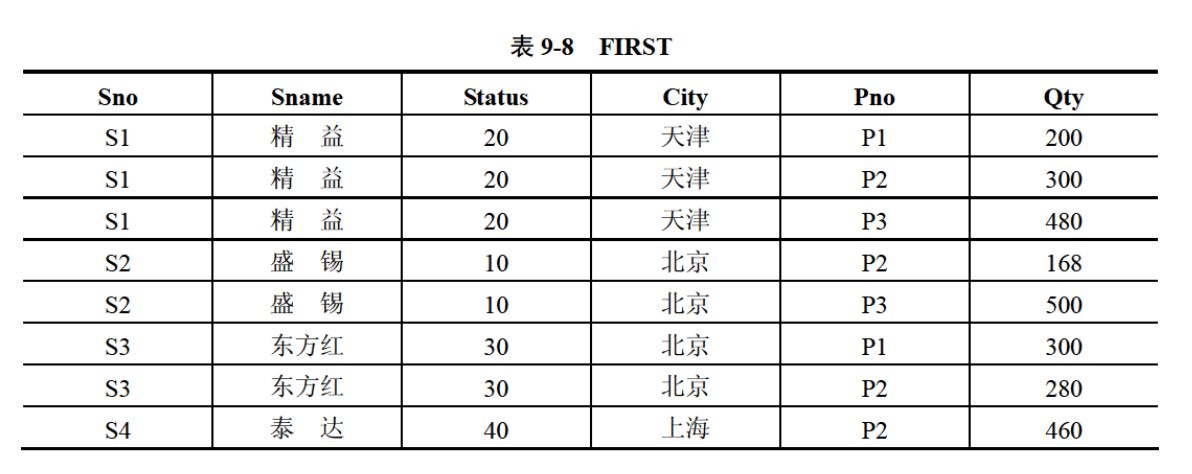 表 9-8 FIRST
Sno Sname Status City Pno Qty
S1 精 益 20 天津 P1 200
S1 精 益 20 天津 P2 300
S1 精 益 20 天津 P3 480
S2 盛 锡 10 北京 P2 168
S2 盛 锡 10 北京 P3 500
S3 东方红 30 北京 P1 300
S3 东方红 30 北京 P2 280
S4 泰 达 40 上海 P2 460